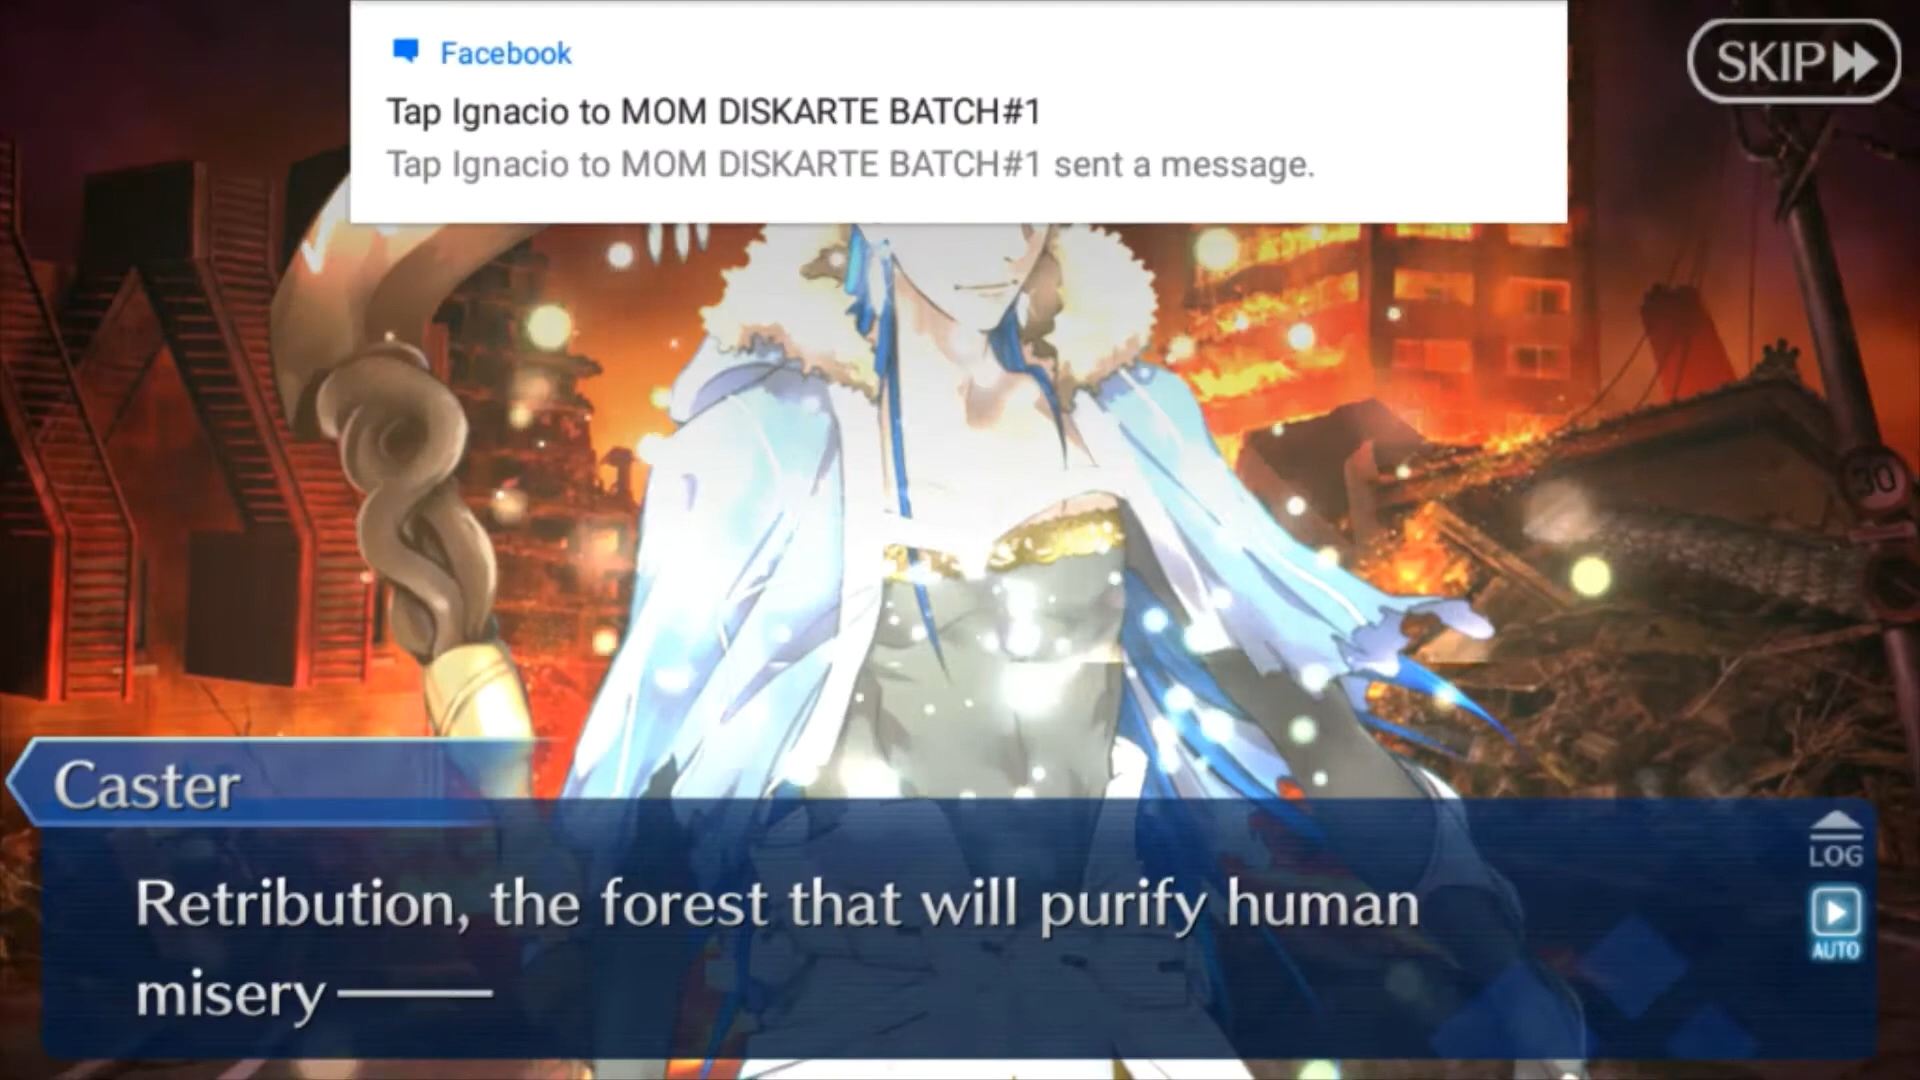 Facebook
SKIP
Tap Ignacio to MOM DISKARTE BATCH#1
Tap Ignacio to MOM DISKARTE BATCH#1 sent a message.
30
Caster
LOG
Retribution, the forest that will purify human
AUTO
misery———